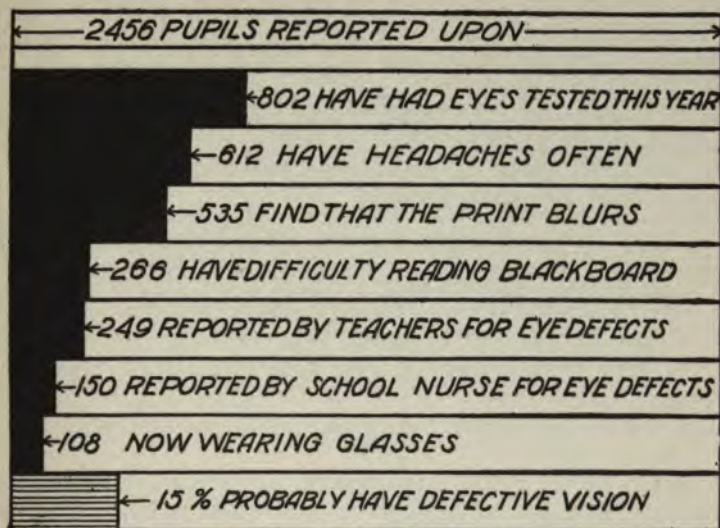 2456 PUPILS REPORTED UPON
802 HAVE HAD EYES TESTED THIS YEAR
612 HAVE HEADACHES OFTEN
535 FIND THAT THE PRINT BLURS
266 HAVE DIFFICULTY READING BLACKBOARD
249 REPORTED BY TEACHERS FOR EYE DEFECTS
150 REPORTED BY SCHOOL NURSE FOR EYE DEFECTS
108 NOW WEARING GLASSES
15 % PROBABLY HAVE DEFECTIVE VISION